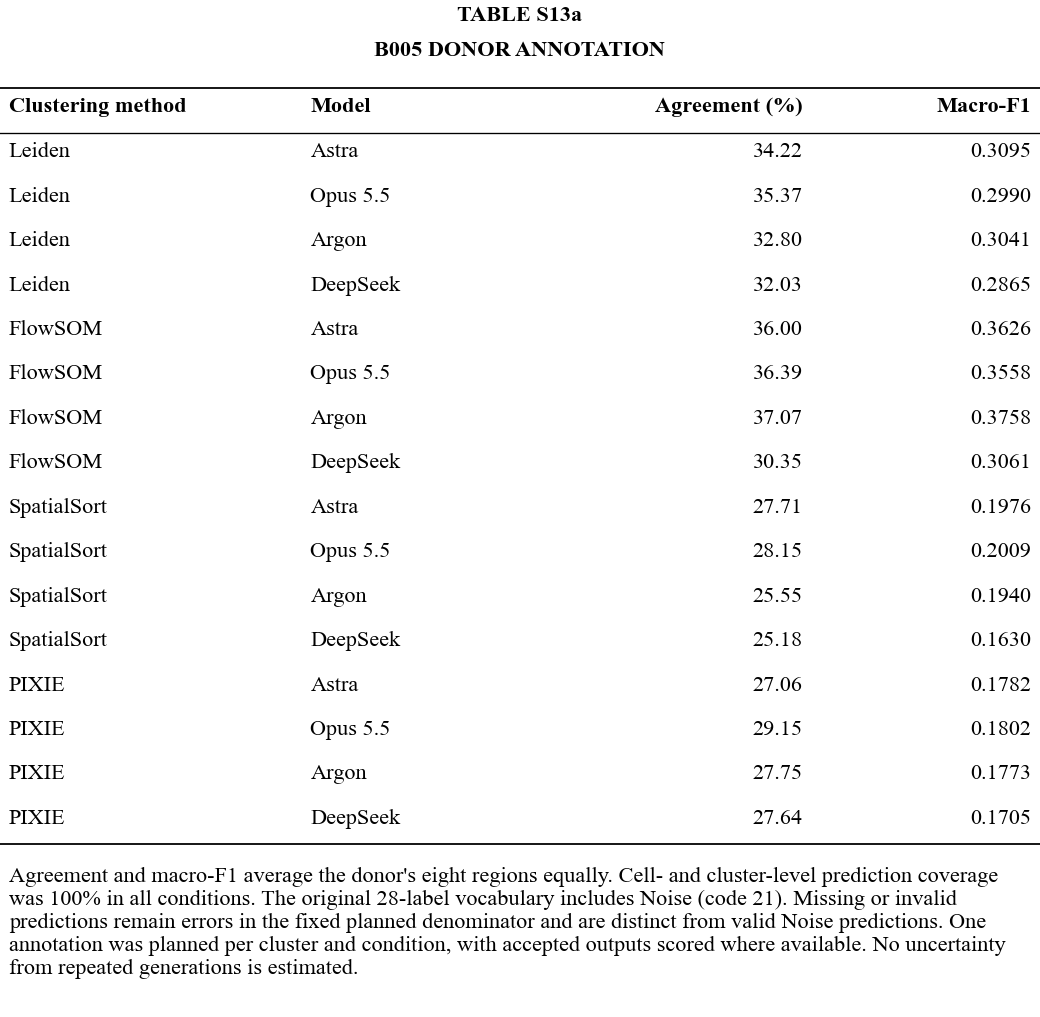 TABLE S13a
B005 DONOR ANNOTATION
Clustering method Model Agreement (%) Macro-F1
Leiden Astra 34.22 0.3095
Leiden Opus 5.5 35.37 0.2990
Leiden Argon 32.80 0.3041
Leiden DeepSeek 32.03 0.2865
FlowSOM Astra 36.00 0.3626
FlowSOM Opus 5.5 36.39 0.3558
FlowSOM Argon 37.07 0.3758
FlowSOM DeepSeek 30.35 0.3061
SpatialSort Astra 27.71 0.1976
SpatialSort Opus 5.5 28.15 0.2009
SpatialSort Argon 25.55 0.1940
SpatialSort DeepSeek 25.18 0.1630
PIXIE Astra 27.06 0.1782
PIXIE Opus 5.5 29.15 0.1802
PIXIE Argon 27.75 0.1773
PIXIE DeepSeek 27.64 0.1705
Agreement and macro-F1 average the donor's eight regions equally. Cell- and cluster-level prediction coverage
was 100% in all conditions. The original 28-label vocabulary includes Noise (code 21). Missing or invalid
predictions remain errors in the fixed planned denominator and are distinct from valid Noise predictions. One
annotation was planned per cluster and condition, with accepted outputs scored where available. No uncertainty
from repeated generations is estimated.